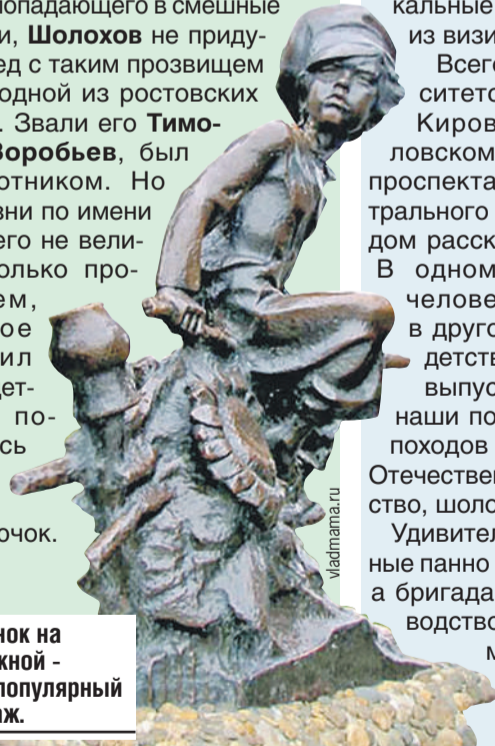 опадающего в смешные
и, Шолохов не приду-
ед с таким прозвищем
одной из ростовских
. Звали его Тимо-
Воробьев, был
отником. Но
зни по имени
его не вели-
олько про-
ем,
ое
ил
дет-
по-
сь
очок.
нок на
жной -
популярный
аж.
vladmama.ru
кальные
из визи
Всего
ситето
Киров
ловском
проспекта
трального
дом расск
В одном
челове
в друго
детств
выпус
наши по
походов
Отечестве
ство, шоло
Удивител
ные панно
а бригада
водство
м